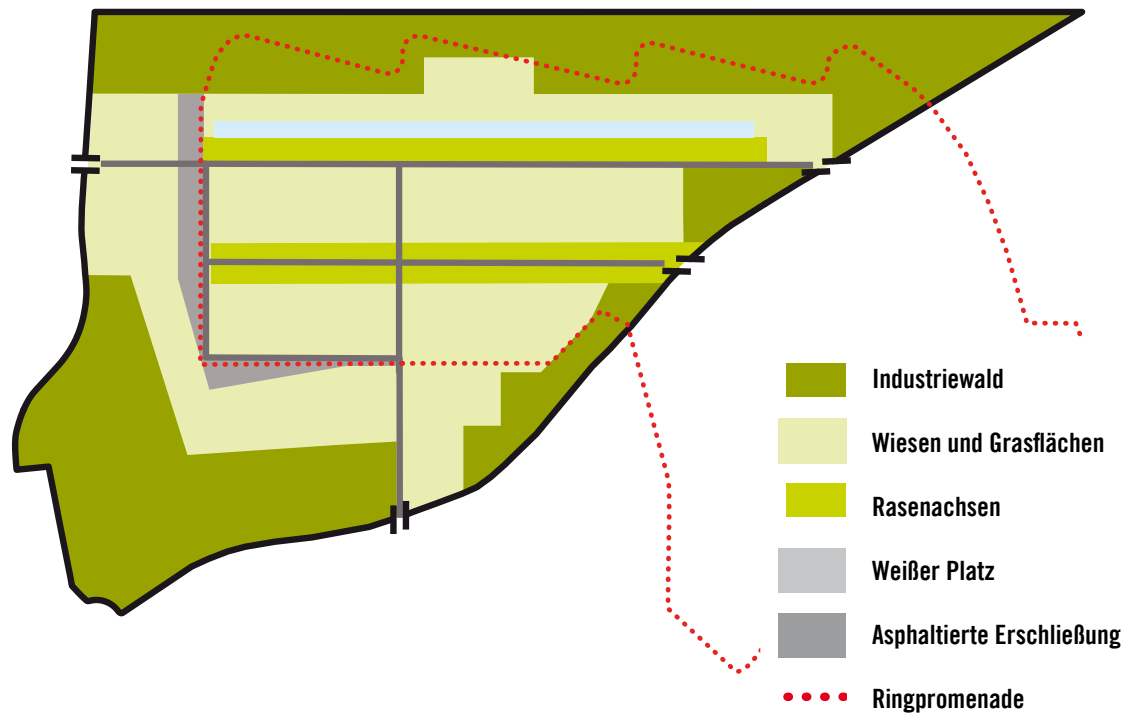 Industriewald
Wiesen und Grasflächen
Rasenachsen
Weißer Platz
Asphaltierte Erschließung
Ringpromenade